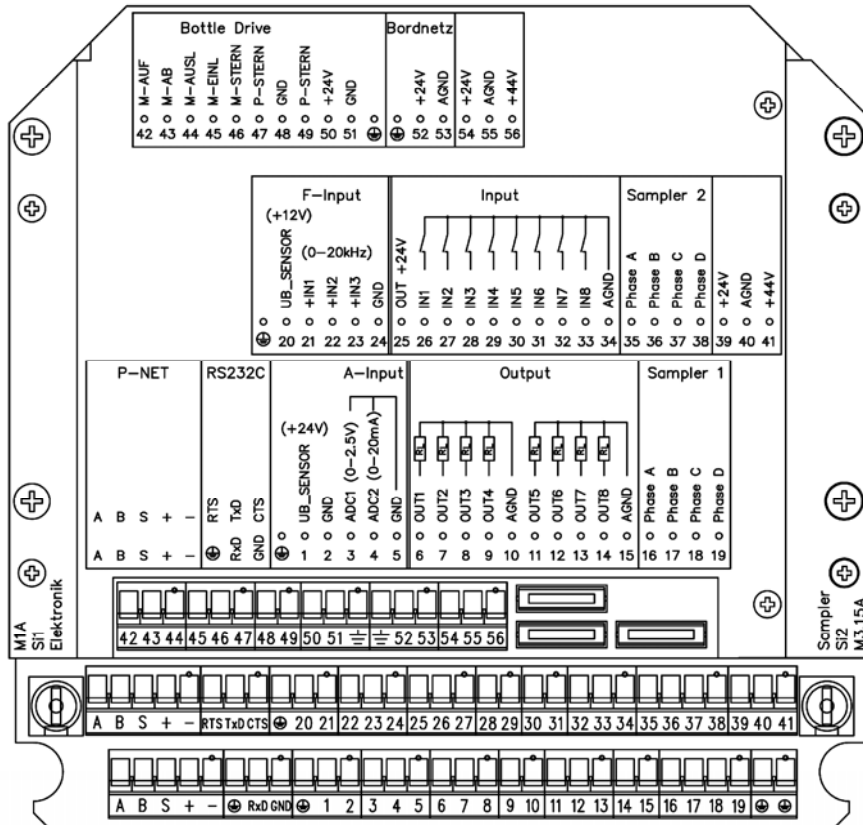 Bottle Drive Bordnetz
M-AUF M-AB M-AUSL M-EINL M-STERN P-STERN GND P-STERN +24V GND +24V AGND +24V AGND +44V
42 43 44 45 46 47 48 49 50 51 52 53 54 55 56
F-Input Input Sampler 2
(+12V)
(0-20kHz)
UB_SENSOR +IN1 +IN2 +IN3 GND OUT +24V IN1 IN2 IN3 IN4 IN5 IN6 IN7 IN8 AGND Phase A Phase B Phase C Phase D +24V AGND +44V
20 21 22 23 24 25 26 27 28 29 30 31 32 33 34 35 36 37 38 39 40 41
P-NET RS232C A-Input Output Sampler 1
(+24V)
RL RL RL RL RL RL RL RL
A B S + - RTS TxD CTS UB_SENSOR GND ADC1 (0-2.5V) ADC2 (0-20mA) GND OUT1 OUT2 OUT3 OUT4 AGND OUT5 OUT6 OUT7 OUT8 AGND Phase A Phase B Phase C Phase D
A B S + - RxD GND 1 2 3 4 5 6 7 8 9 10 11 12 13 14 15 16 17 18 19
M1A
Si1
Elektronik
Sampler
Si2
M3,15A
42 43 44 45 46 47 48 49 50 51 52 53 54 55 56
A B S + - RTS TxD CTS 20 21 22 23 24 25 26 27 28 29 30 31 32 33 34 35 36 37 38 39 40 41
A B S + - RxD GND 1 2 3 4 5 6 7 8 9 10 11 12 13 14 15 16 17 18 19